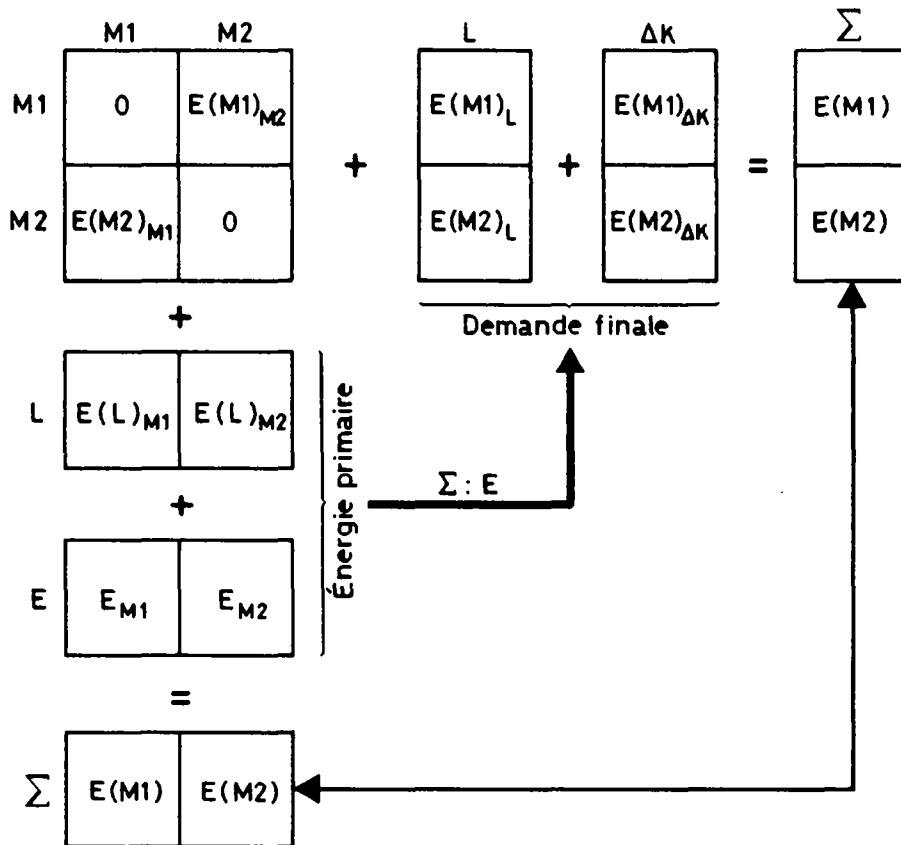 M1 M2 L ΔK Σ
M1 0 E(M1)M2 E(M1)L E(M1)ΔK E(M1)
+ + =
M2 E(M2)M1 0 E(M2)L E(M2)ΔK E(M2)
+
Demande finale
L E(L)M1 E(L)M2
Énergie primaire
+
Σ : E
E EM1 EM2
=
Σ E(M1) E(M2)